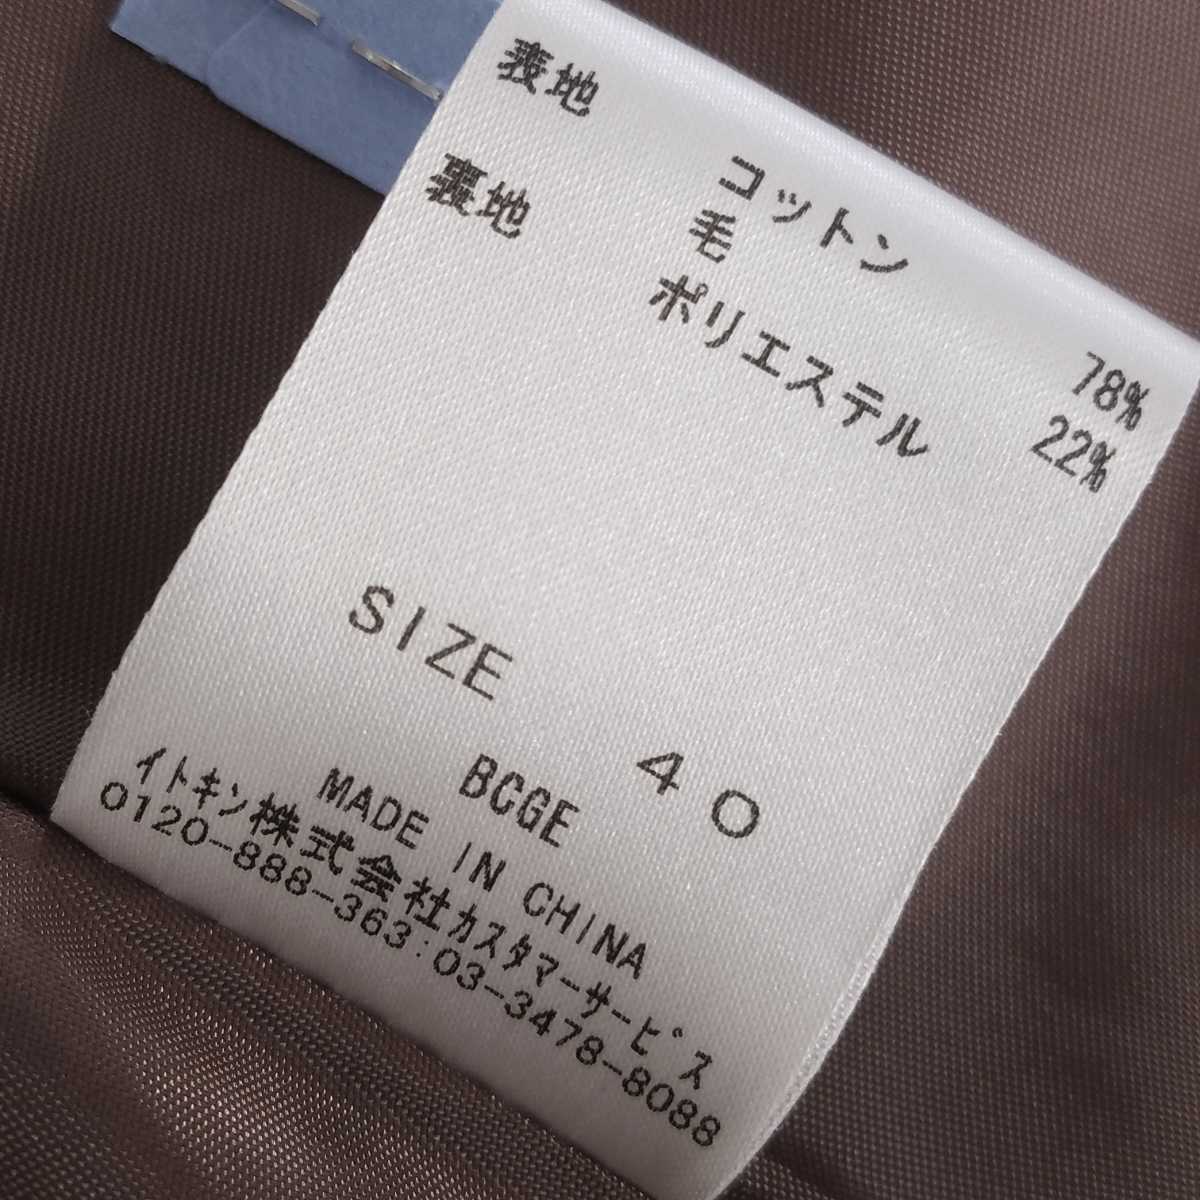 表地 コットン 78%
毛 22%
裏地 ポリエステル
SIZE 40
BCGE
MADE IN CHINA
イトキン株式会社カスタマーサービス
0120-888-363:03-3478-8088